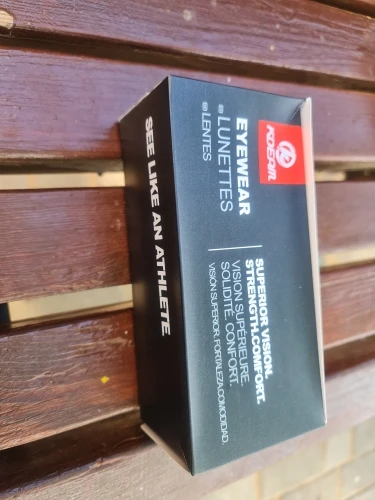 KDEAM
EYEWEAR
LUNETTES
LENTES
SUPERIOR VISION.
STRENGTH.COMFORT.
VISION SUPÉRIEURE.
SOLIDITÉ. CONFORT.
VISIÓN SUPERIOR. FORTALEZA.COMODIDAD.
SEE LIKE AN ATHLETE